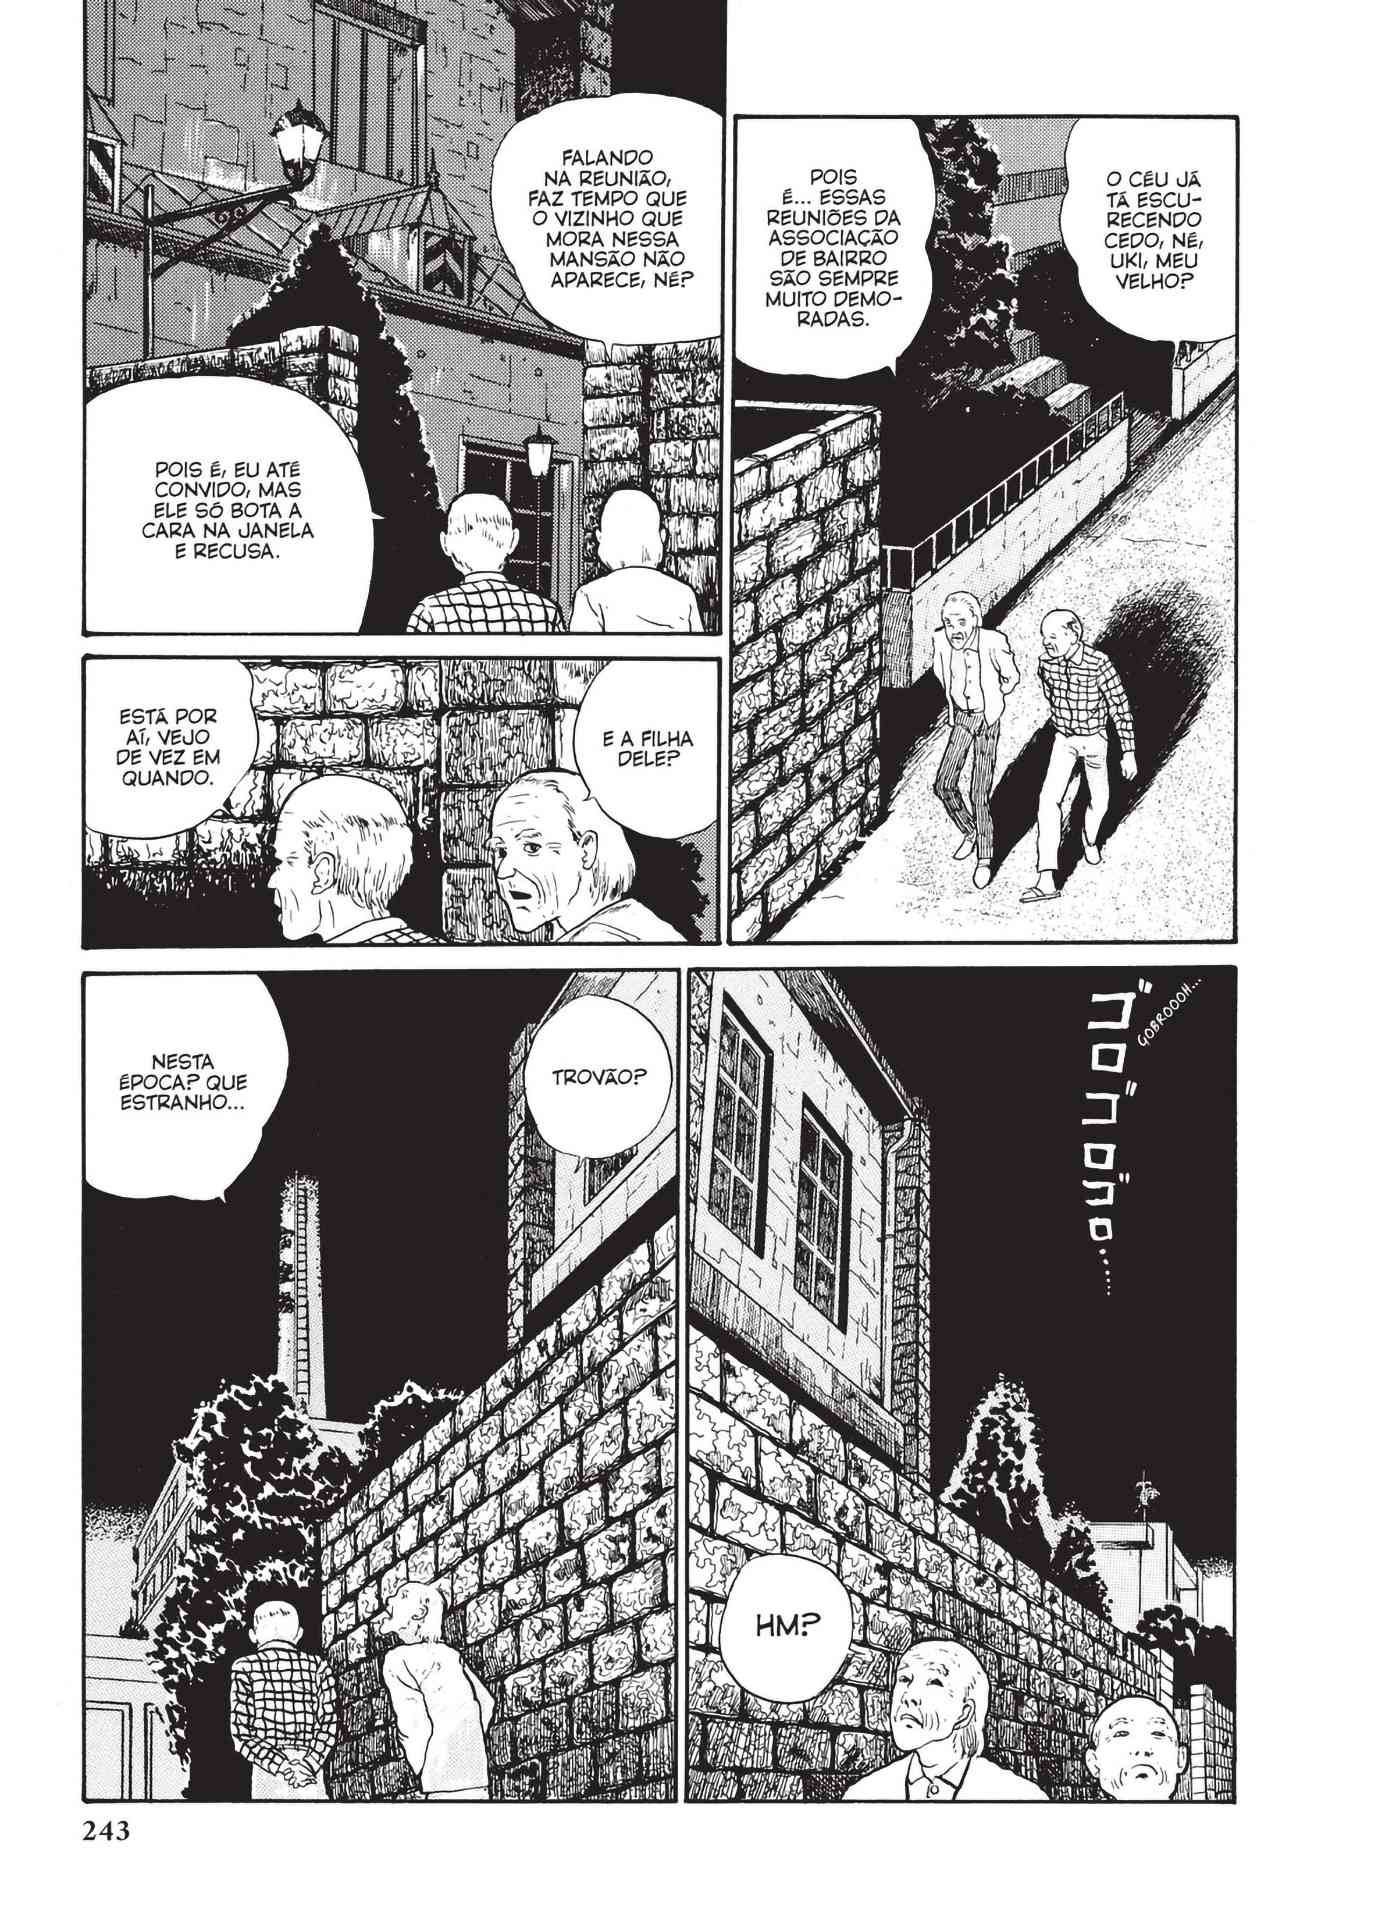 O CÉU JÁ
TÁ ESCU-
RECENDO
CEDO, NÉ,
UKI, MEU
VELHO?
POIS
É... ESSAS
REUNIÕES DA
ASSOCIAÇÃO
DE BAIRRO
SÃO SEMPRE
MUITO DEMO-
RADAS.
FALANDO
NA REUNIÃO,
FAZ TEMPO QUE
O VIZINHO QUE
MORA NESSA
MANSÃO NÃO
APARECE, NÉ?
POIS É, EU ATÉ
CONVIDO, MAS
ELE SÓ BOTA A
CARA NA JANELA
E RECUSA.
E A FILHA
DELE?
ESTÁ POR
AÍ, VEJO
DE VEZ EM
QUANDO.
ゴロゴロゴロ......
GOBROOOH...
HM?
TROVÃO?
NESTA
ÉPOCA? QUE
ESTRANHO...
243